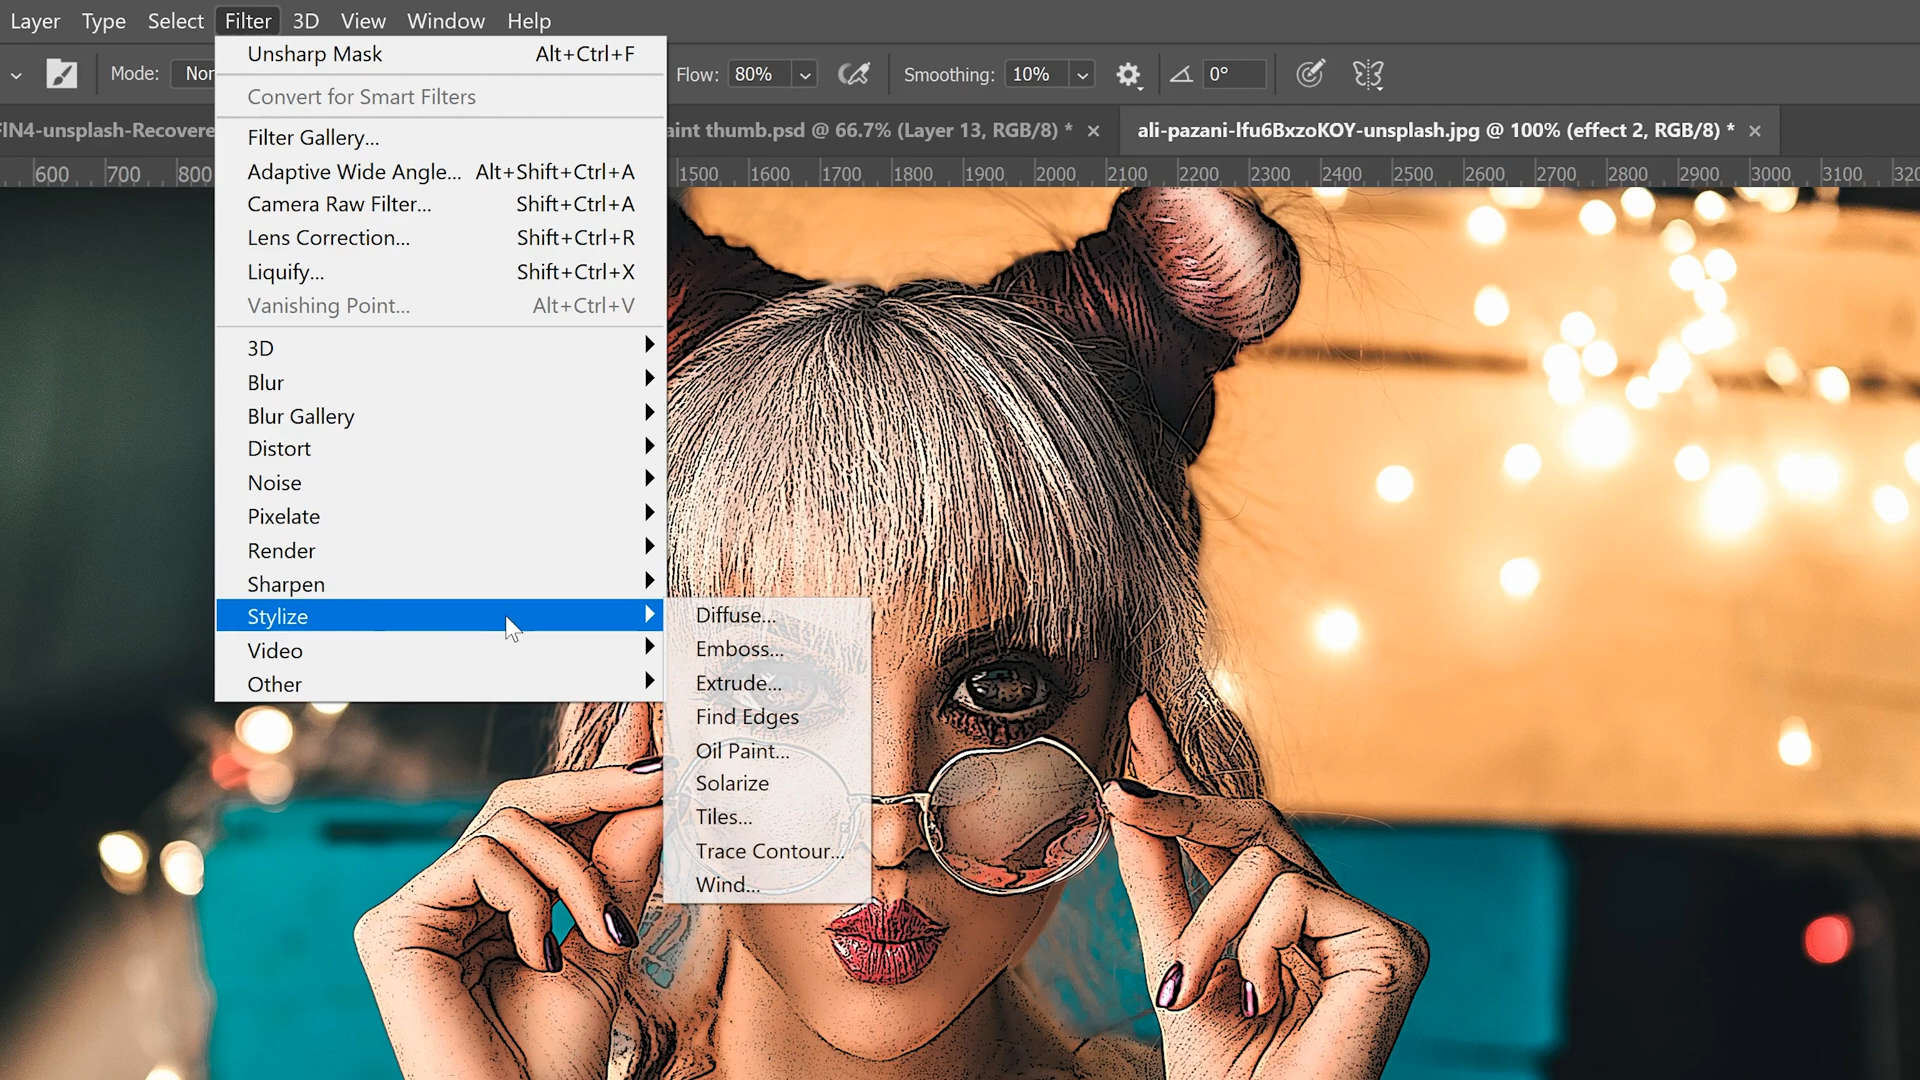 Layer Type Select Filter 3D View Window Help
Mode: Nor Flow: 80% Smoothing: 10% 0°
FIN4-unsplash-Recovere aint thumb.psd @ 66.7% (Layer 13, RGB/8) * × ali-pazani-lfu6BxzoKOY-unsplash.jpg @ 100% (effect 2, RGB/8) * ×
600 700 800 1500 1600 1700 1800 1900 2000 2100 2200 2300 2400 2500 2600 2700 2800 2900 3000 3100 320
Unsharp Mask Alt+Ctrl+F
Convert for Smart Filters
Filter Gallery...
Adaptive Wide Angle... Alt+Shift+Ctrl+A
Camera Raw Filter... Shift+Ctrl+A
Lens Correction... Shift+Ctrl+R
Liquify... Shift+Ctrl+X
Vanishing Point... Alt+Ctrl+V
3D
Blur
Blur Gallery
Distort
Noise
Pixelate
Render
Sharpen
Stylize
Video
Other
Diffuse...
Emboss...
Extrude...
Find Edges
Oil Paint...
Solarize
Tiles...
Trace Contour...
Wind...